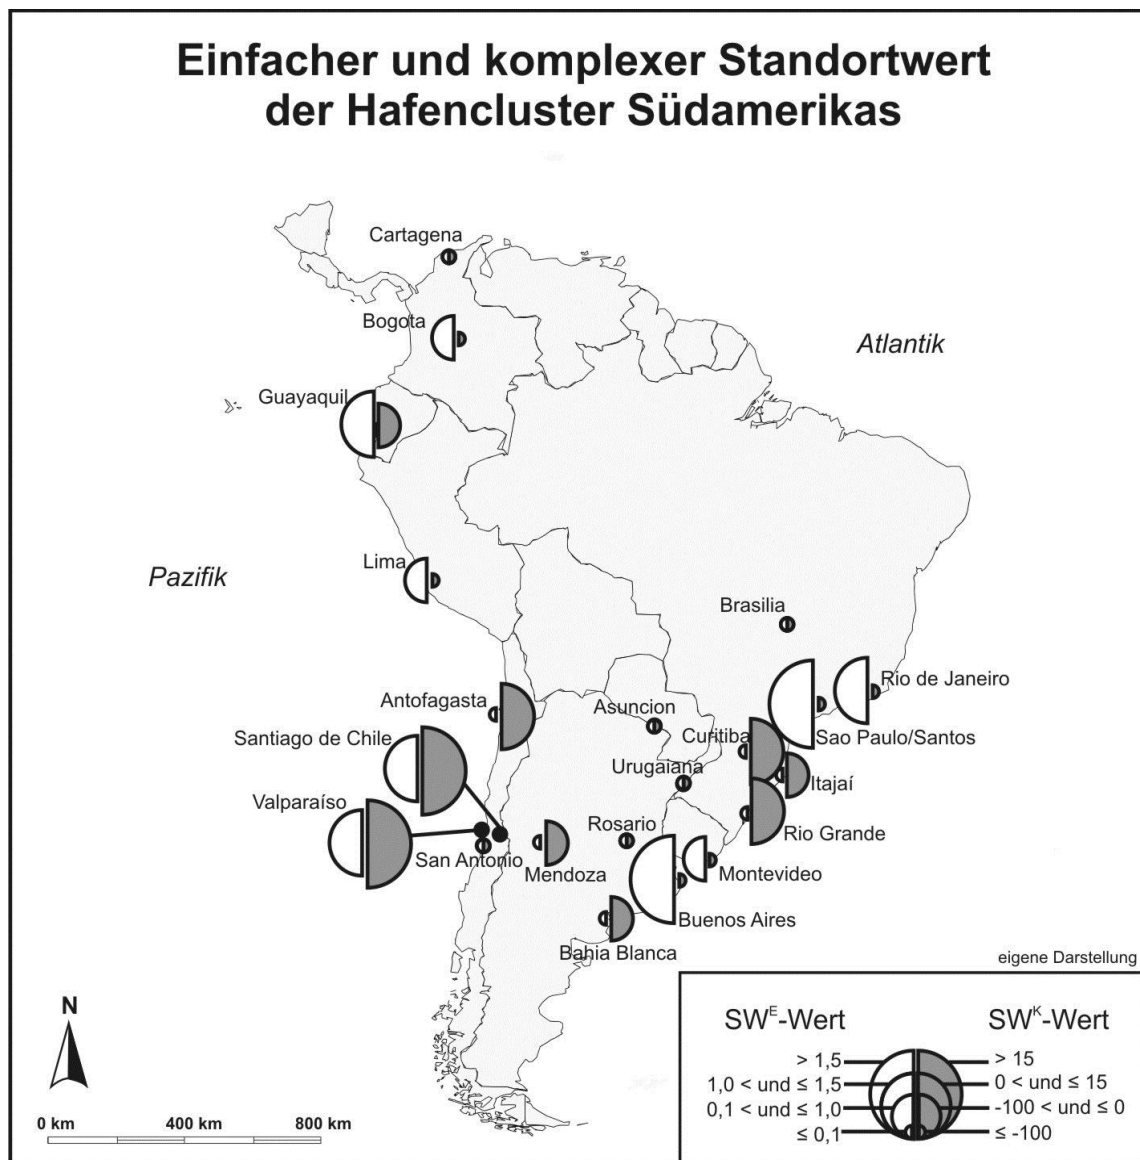 Einfacher und komplexer Standortwert
der Hafencluster Südamerikas
Cartagena
Bogota
Atlantik
Guayaquil
Lima
Pazifik
Brasilia
Rio de Janeiro
Antofagasta
Asuncion
Curitiba
Sao Paulo/Santos
Santiago de Chile
Urugaiana
Itajaí
Valparaíso
Rosario
Rio Grande
San Antonio
Mendoza
Montevideo
Buenos Aires
Bahia Blanca
eigene Darstellung
N
0 km 400 km 800 km
SWᴱ-Wert SWᴷ-Wert
> 1,5 > 15
1,0 < und ≤ 1,5 0 < und ≤ 15
0,1 < und ≤ 1,0 -100 < und ≤ 0
≤ 0,1 ≤ -100